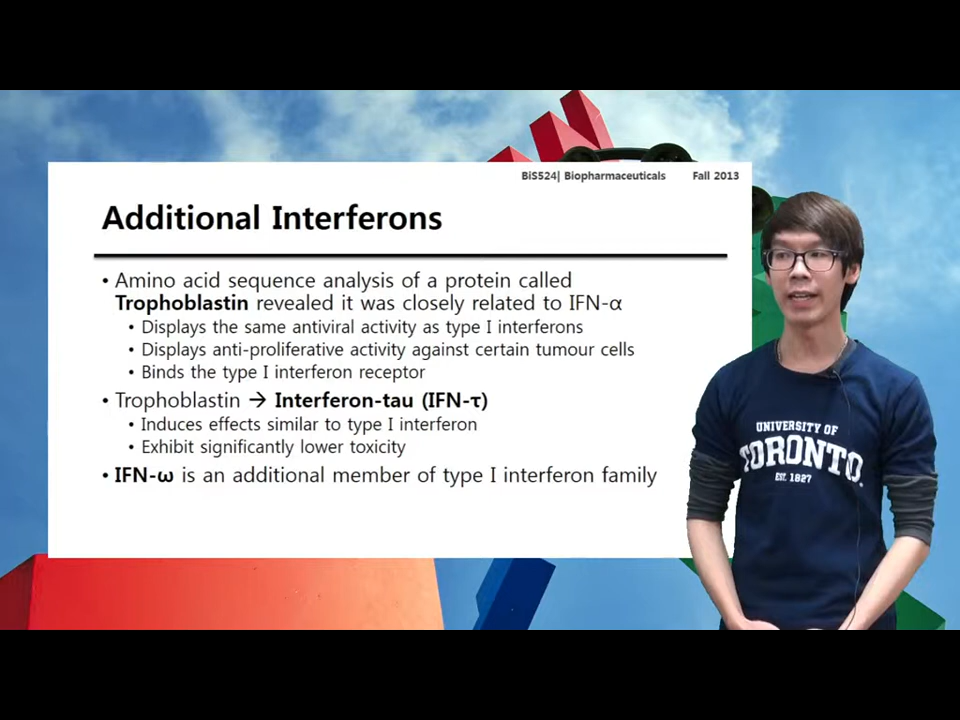 BiS524| Biopharmaceuticals Fall 2013
Additional Interferons
• Amino acid sequence analysis of a protein called
Trophoblastin revealed it was closely related to IFN-α
• Displays the same antiviral activity as type I interferons
• Displays anti-proliferative activity against certain tumour cells
• Binds the type I interferon receptor
• Trophoblastin → Interferon-tau (IFN-τ)
• Induces effects similar to type I interferon
• Exhibit significantly lower toxicity
• IFN-ω is an additional member of type I interferon family
UNIVERSITY OF
TORONTO.
EST. 1827